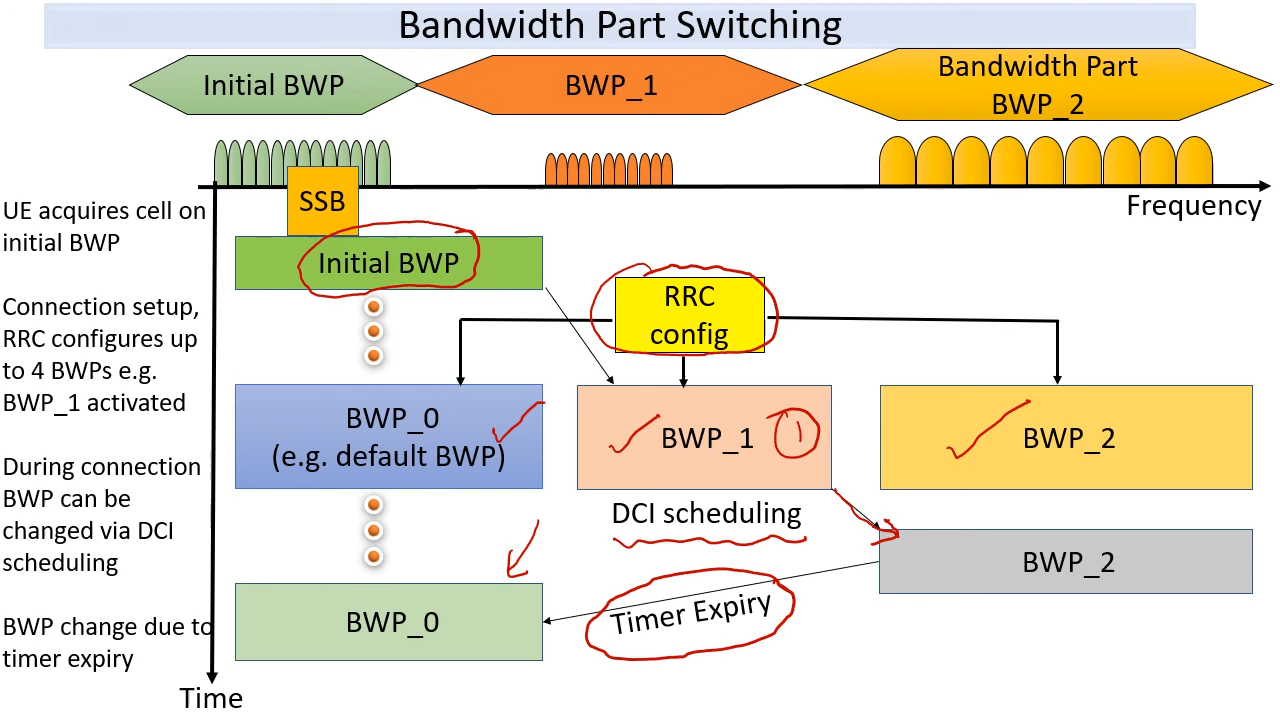 Bandwidth Part Switching
Initial BWP
BWP_1
Bandwidth Part
BWP_2
SSB
Frequency
UE acquires cell on
initial BWP
Initial BWP
Connection setup,
RRC configures up
to 4 BWPs e.g.
BWP_1 activated
RRC
config
BWP_0
(e.g. default BWP)
BWP_1
1
BWP_2
During connection
BWP can be
changed via DCI
scheduling
DCI scheduling
BWP_2
BWP change due to
timer expiry
BWP_0
Timer Expiry
Time